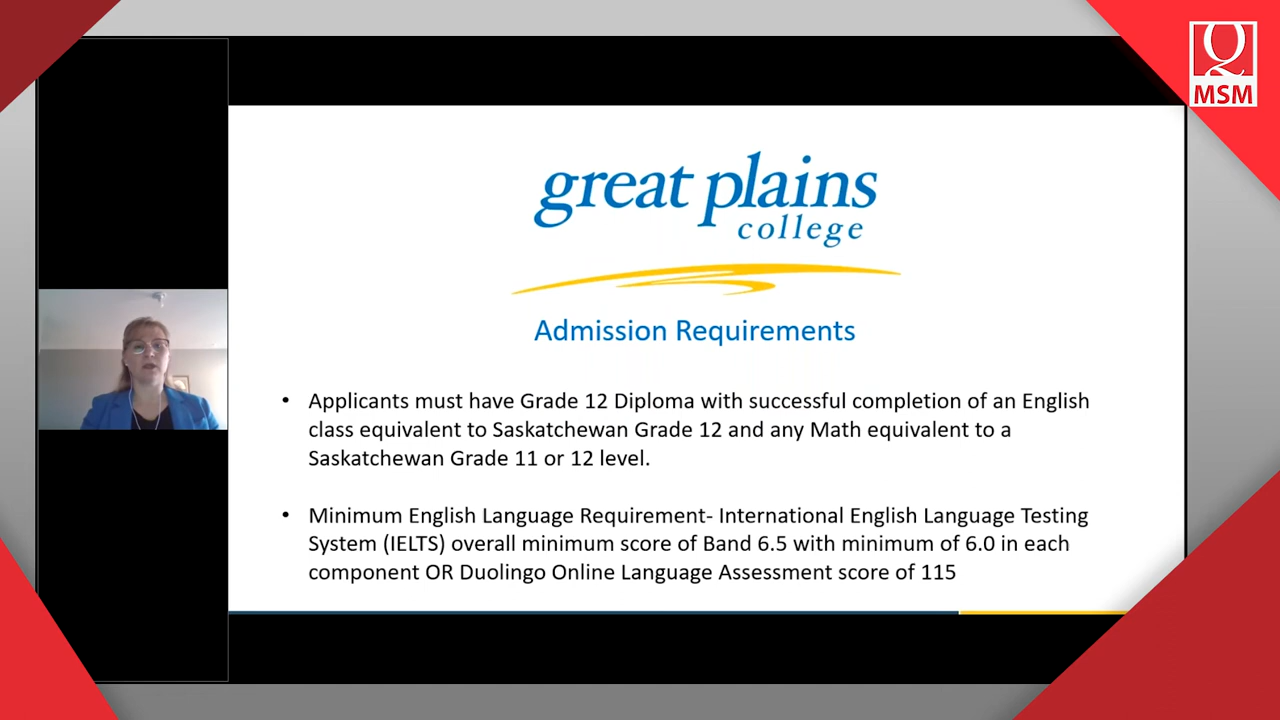 MSM
great plains
college
Admission Requirements
• Applicants must have Grade 12 Diploma with successful completion of an English
class equivalent to Saskatchewan Grade 12 and any Math equivalent to a
Saskatchewan Grade 11 or 12 level.
• Minimum English Language Requirement- International English Language Testing
System (IELTS) overall minimum score of Band 6.5 with minimum of 6.0 in each
component OR Duolingo Online Language Assessment score of 115